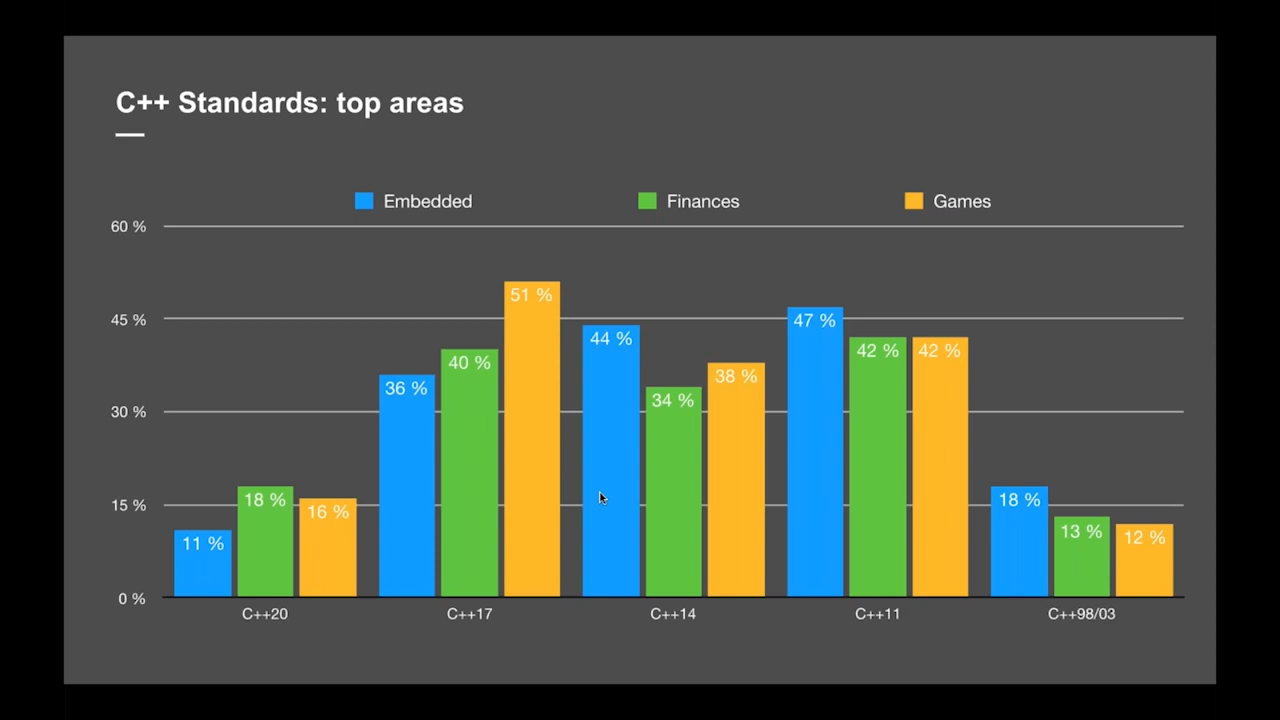 C++ Standards: top areas
Embedded Finances Games
60 %
45 %
30 %
15 %
0 %
11 % 18 % 16 %
36 % 40 % 51 %
44 % 34 % 38 %
47 % 42 % 42 %
18 % 13 % 12 %
C++20 C++17 C++14 C++11 C++98/03